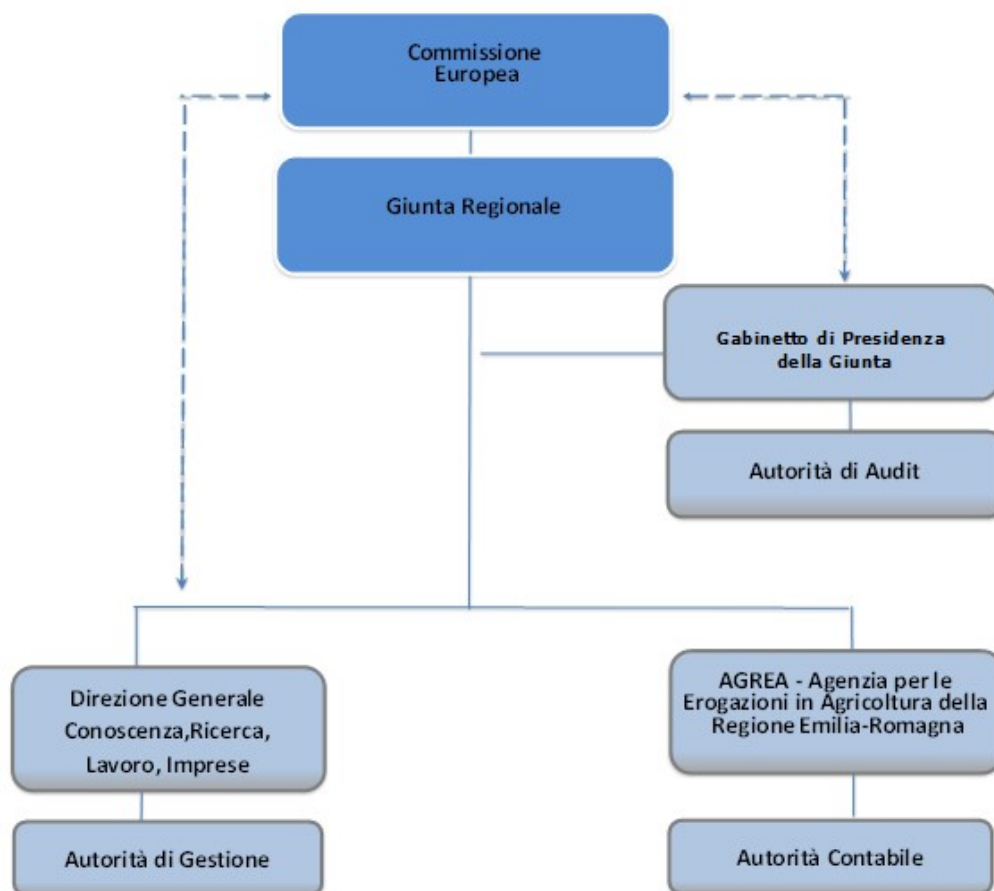 Commissione
Europea
Giunta Regionale
Gabinetto di Presidenza
della Giunta
Autorità di Audit
Direzione Generale
Conoscenza,Ricerca,
Lavoro, Imprese
AGREA - Agenzia per le
Erogazioni in Agricoltura della
Regione Emilia-Romagna
Autorità di Gestione
Autorità Contabile